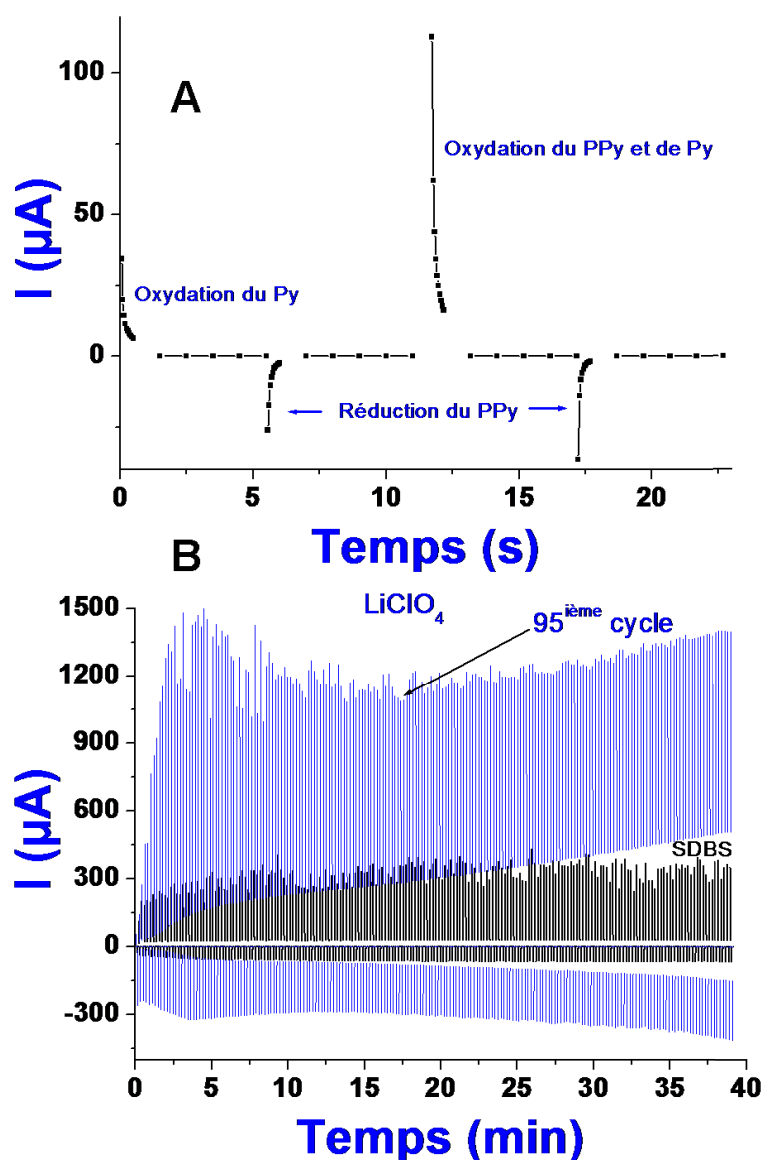 A
100
50
0
I (µA)
Oxydation du PPy et de Py
Oxydation du Py
Réduction du PPy
0 5 10 15 20
Temps (s)
B
LiClO4
95ième cycle
SDBS
1500
1200
900
600
300
0
-300
I (µA)
0 5 10 15 20 25 30 35 40
Temps (min)